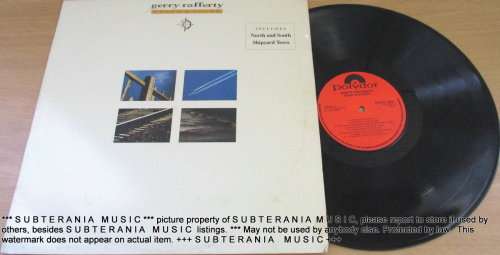 gerry rafferty
INCLUDES
North and South
Shipyard Town
Polydor
*** S U B T E R A N I A   M U S I C *** picture property of S U B T E R A N I A   M U S I C, please report to store if used by
others, besides S U B T E R A N I A   M U S I C  listings. *** May not be used by anybody else. Protected by law. This
watermark does not appear on actual item. +++ S U B T E R A N I A   M U S I C +++